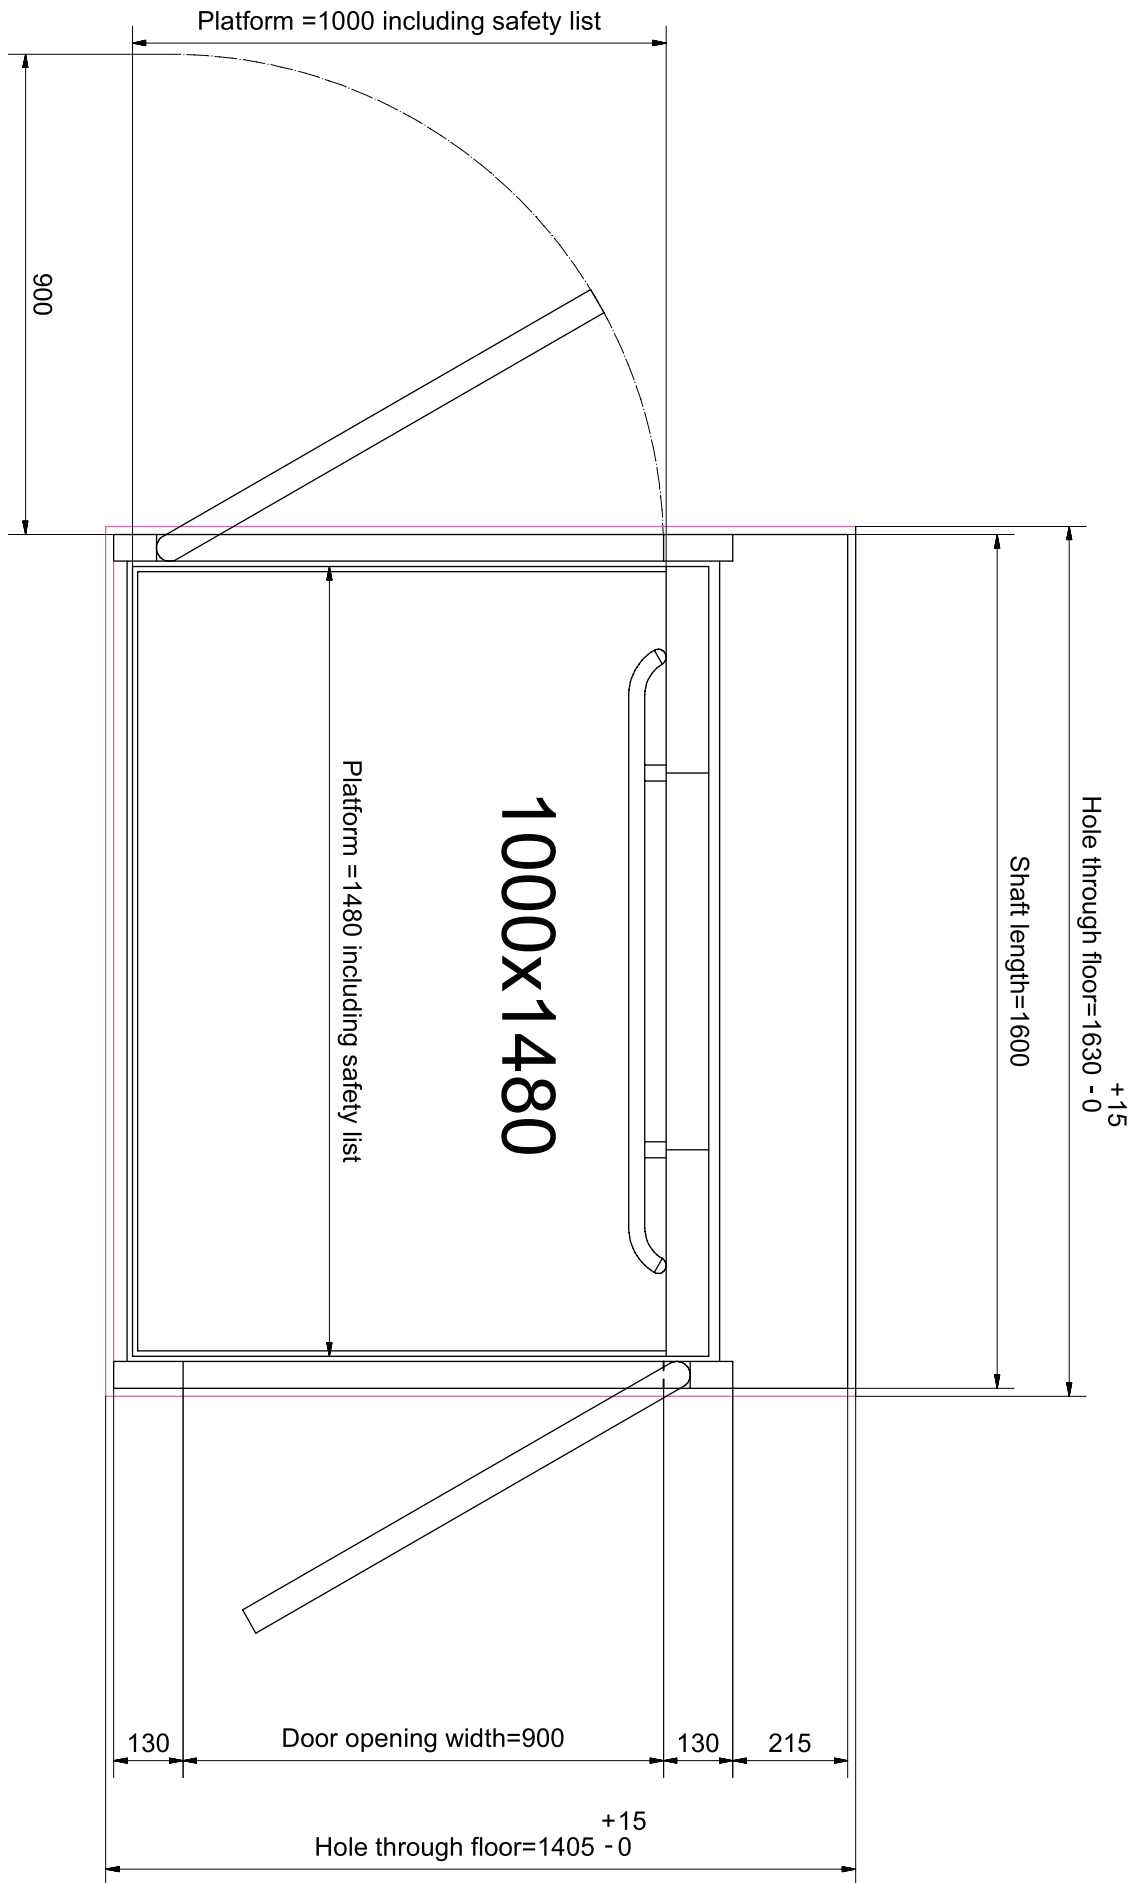 Platform =1000 including safety list
900
Platform =1480 including safety list
1000x1480
Shaft length=1600
Hole through floor=1630 +15 -0
130
Door opening width=900
130
215
Hole through floor=1405 +15 -0